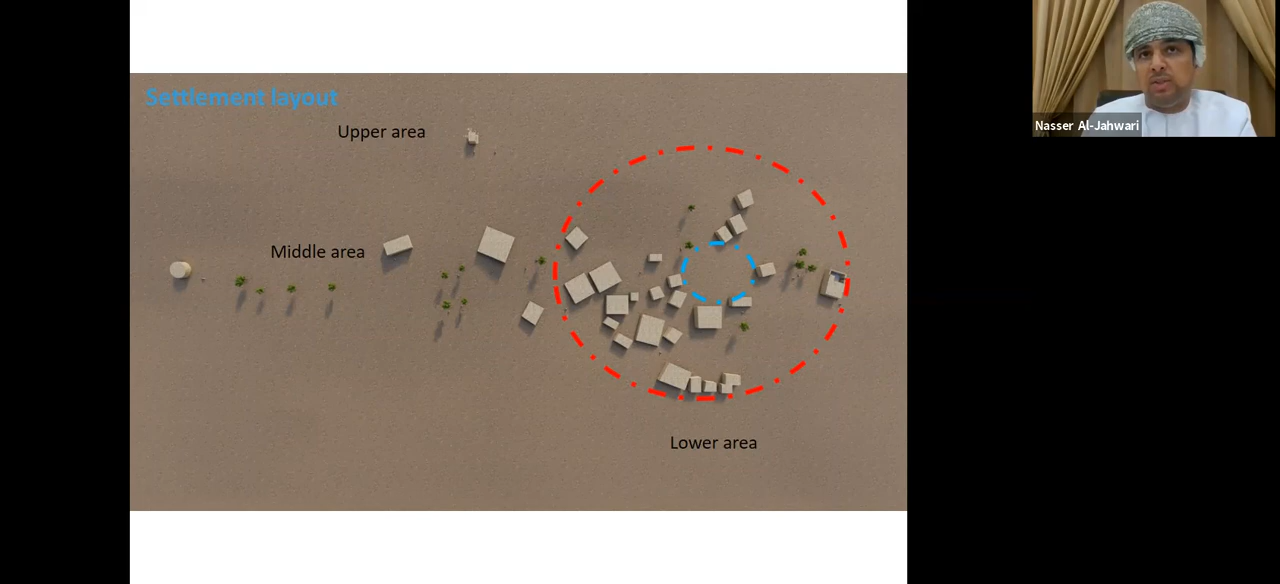 Settlement layout
Upper area
Middle area
Lower area
Nasser Al-Jahwari